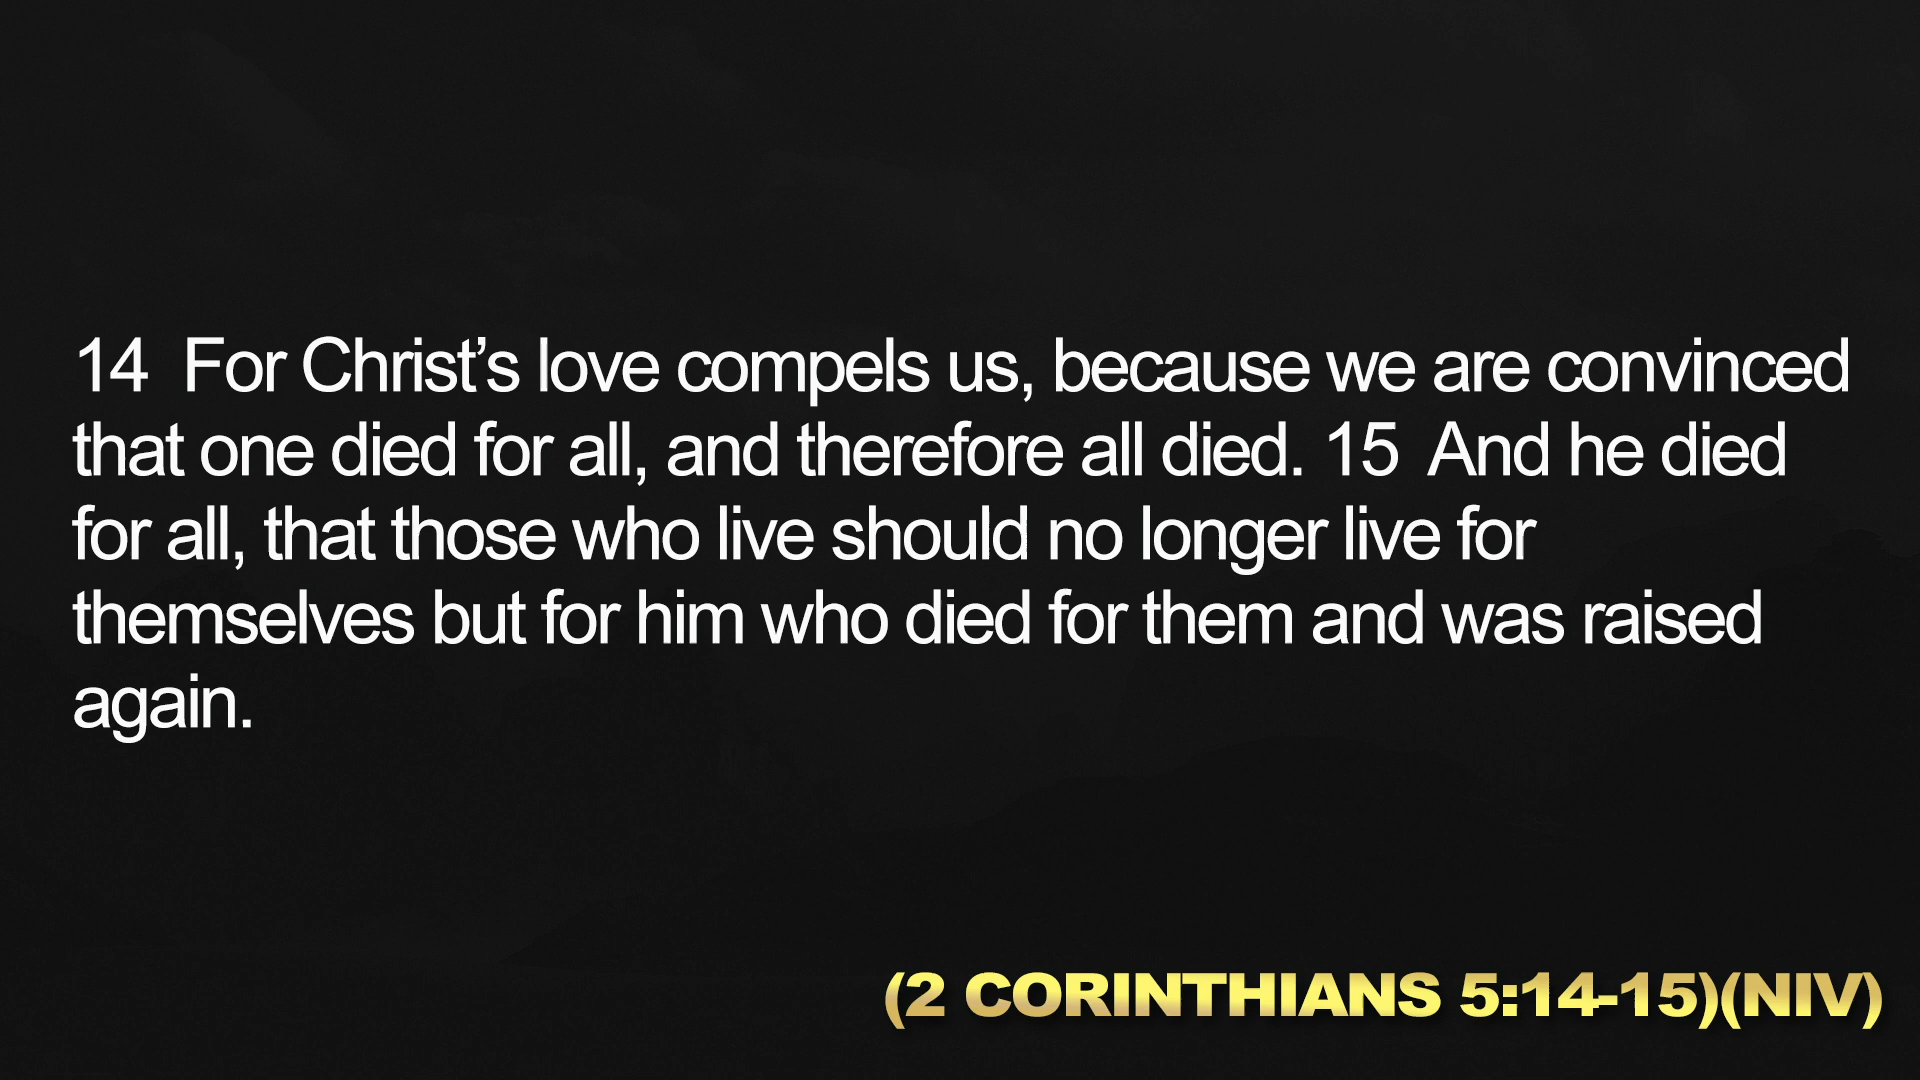 14  For Christ’s love compels us, because we are convinced
that one died for all, and therefore all died. 15  And he died
for all, that those who live should no longer live for
themselves but for him who died for them and was raised
again.
(2 CORINTHIANS 5:14-15)(NIV)